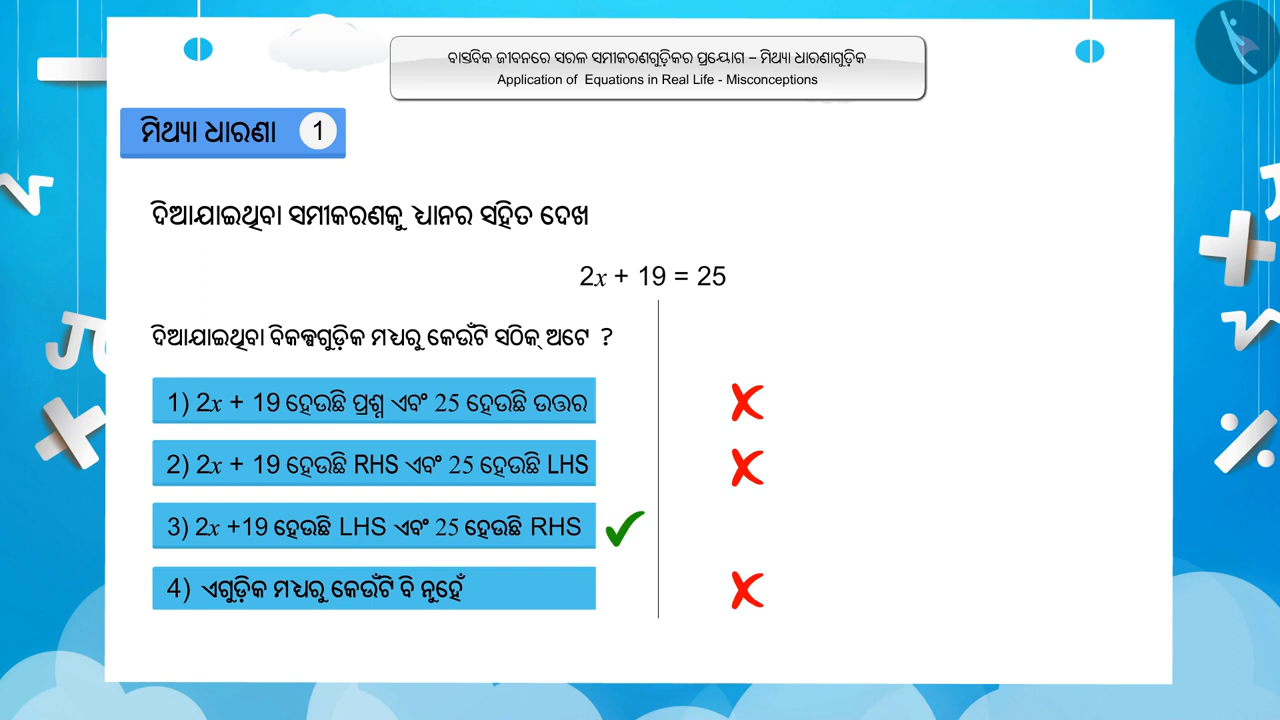 ବାସ୍ତବିକ ଜୀବନରେ ସରଳ ସମୀକରଣଗୁଡ଼ିକର ପ୍ରୟୋଗ – ମିଥ୍ୟା ଧାରଣାଗୁଡ଼ିକ
Application of Equations in Real Life - Misconceptions
ମିଥ୍ୟା ଧାରଣା 1
ଦିଆଯାଇଥିବା ସମୀକରଣକୁ ଧ୍ୟାନର ସହିତ ଦେଖ
2x + 19 = 25
ଦିଆଯାଇଥିବା ବିକଳ୍ପଗୁଡ଼ିକ ମଧ୍ୟରୁ କେଉଁଟି ସଠିକ୍ ଅଟେ ?
1) 2x + 19 ହେଉଛି ପ୍ରଶ୍ନ ଏବଂ 25 ହେଉଛି ଉତ୍ତର
2) 2x + 19 ହେଉଛି RHS ଏବଂ 25 ହେଉଛି LHS
3) 2x +19 ହେଉଛି LHS ଏବଂ 25 ହେଉଛି RHS
4) ଏଗୁଡ଼ିକ ମଧ୍ୟରୁ କେଉଁଟି ବି ନୁହେଁ